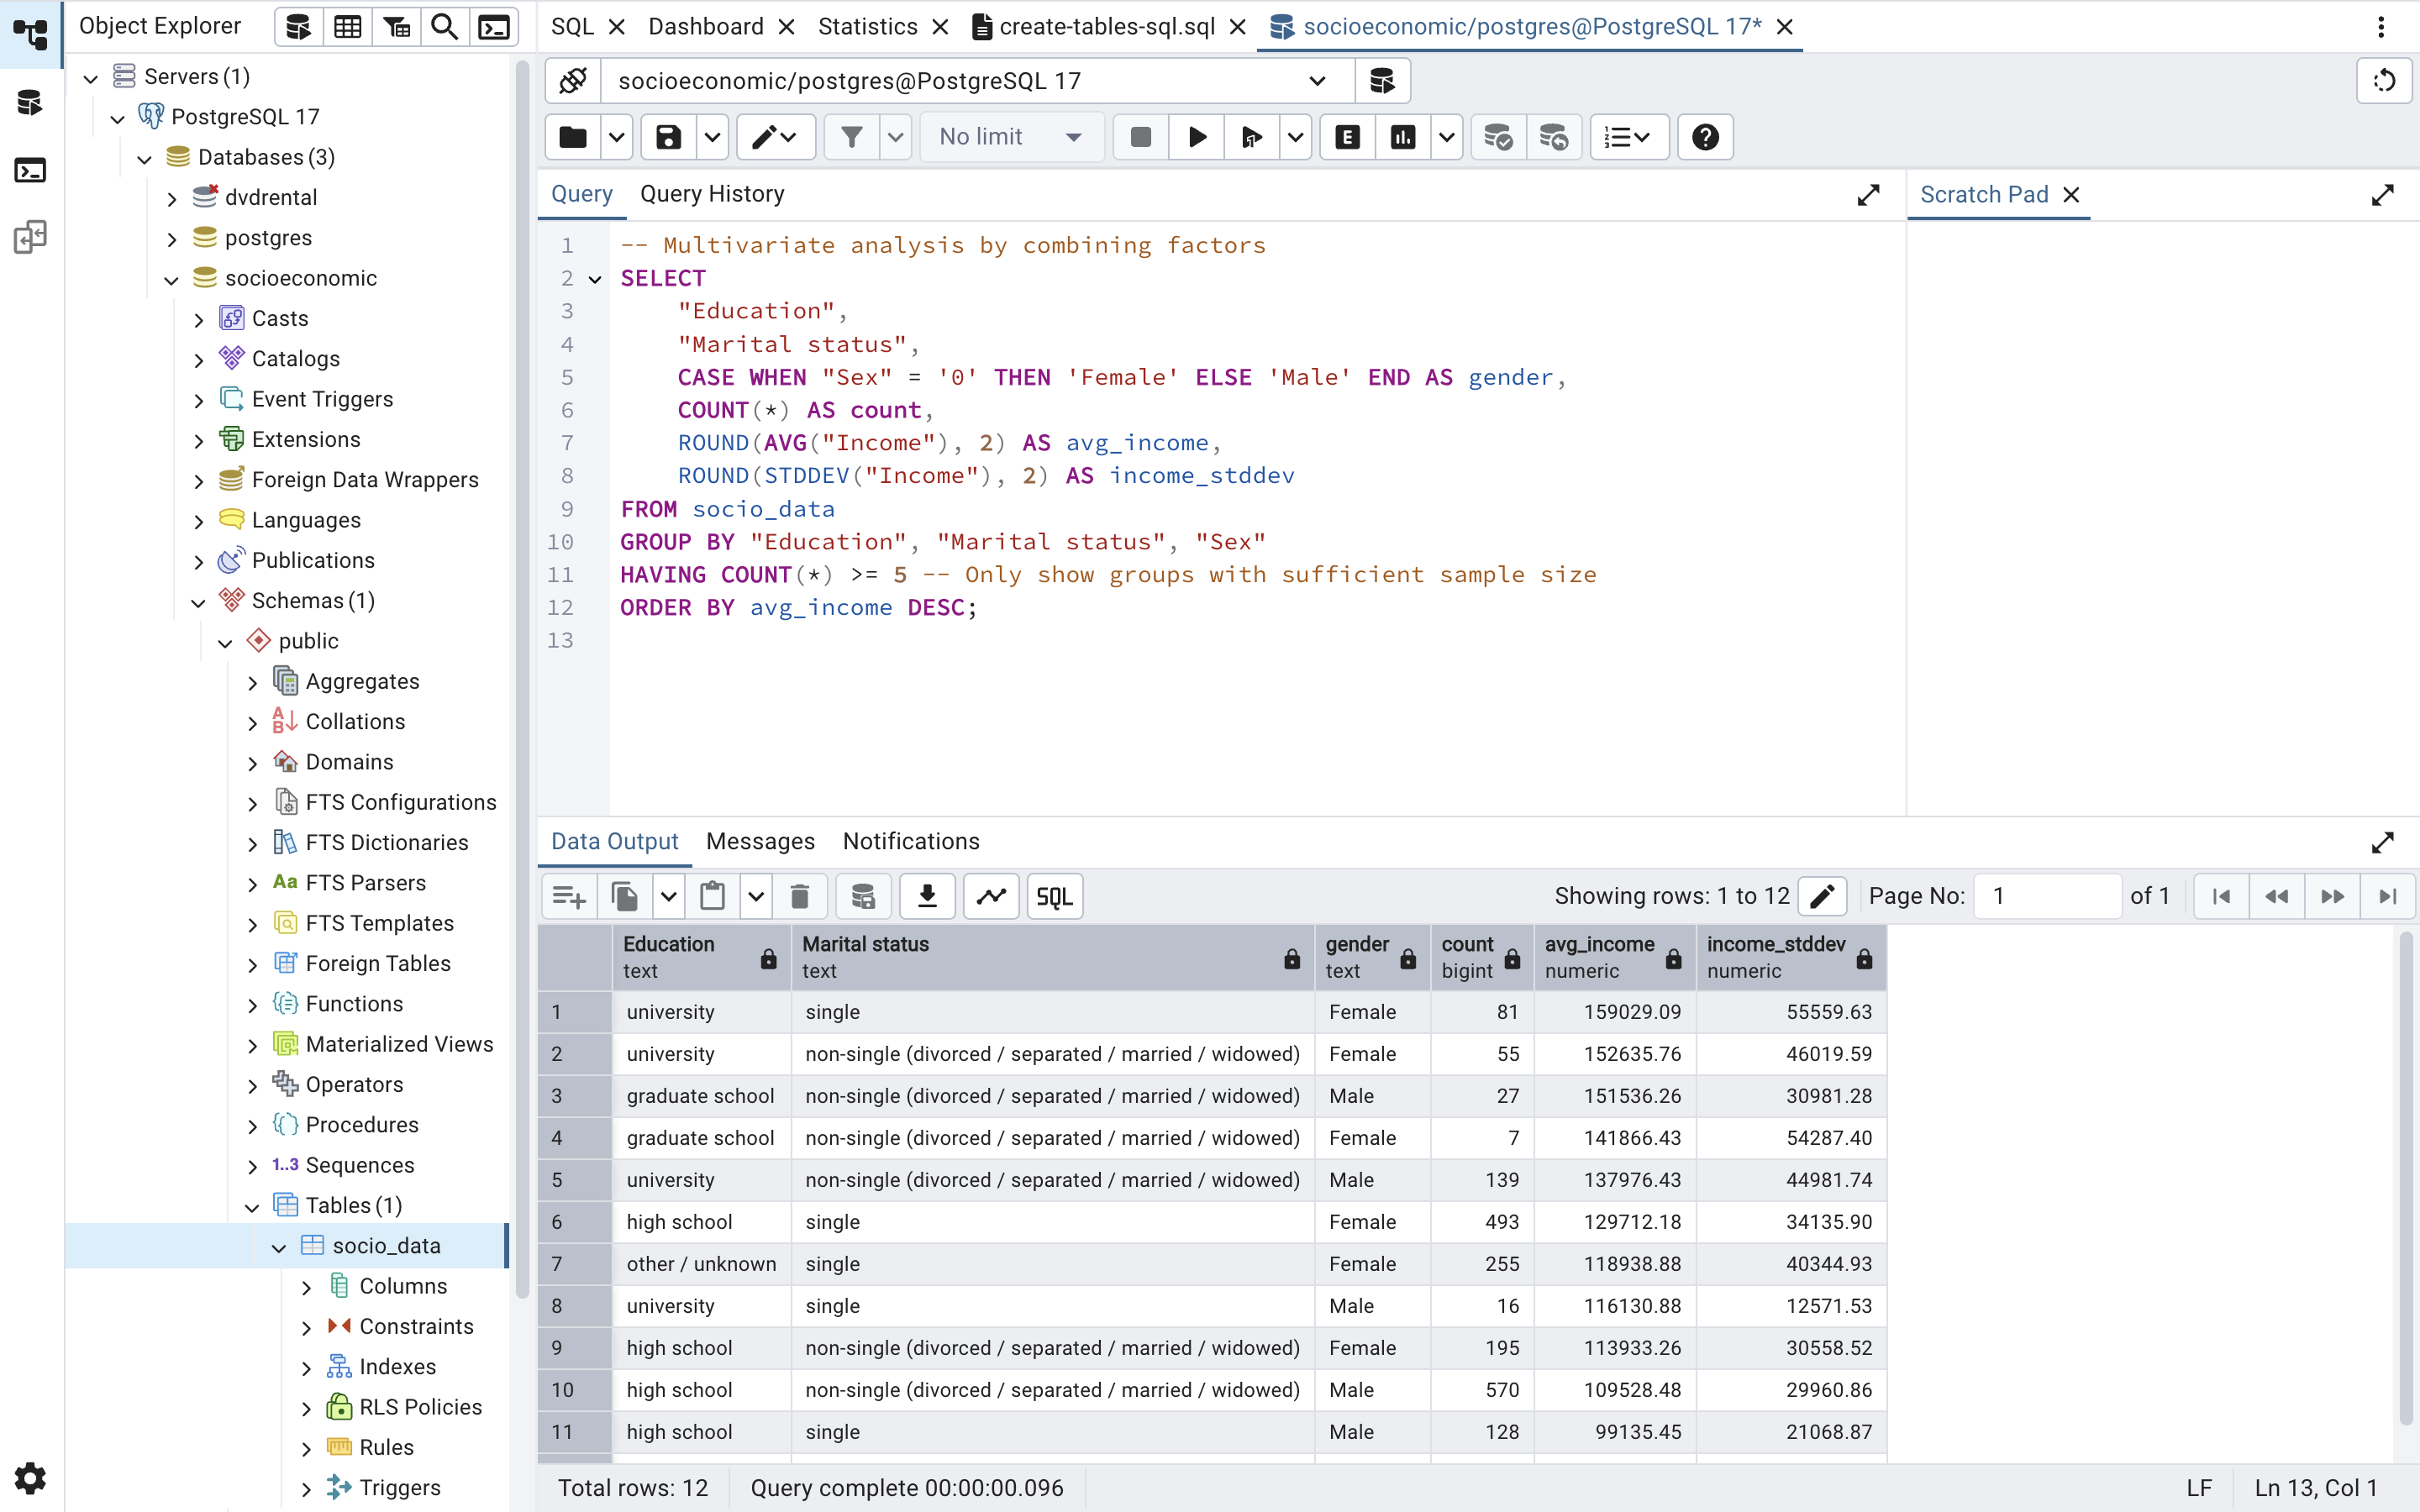 Object Explorer
Servers (1)
PostgreSQL 17
Databases (3)
dvdrental
postgres
socioeconomic
Casts
Catalogs
Event Triggers
Extensions
Foreign Data Wrappers
Languages
Publications
Schemas (1)
public
Aggregates
Collations
Domains
FTS Configurations
FTS Dictionaries
Aa FTS Parsers
FTS Templates
Foreign Tables
Functions
Materialized Views
Operators
Procedures
1..3 Sequences
Tables (1)
socio_data
Columns
Constraints
Indexes
RLS Policies
Rules
Triggers
SQL Dashboard Statistics create-tables-sql.sql socioeconomic/postgres@PostgreSQL 17*
socioeconomic/postgres@PostgreSQL 17
No limit E
Query Query History Scratch Pad
1 -- Multivariate analysis by combining factors
2 SELECT
3 "Education",
4 "Marital status",
5 CASE WHEN "Sex" = '0' THEN 'Female' ELSE 'Male' END AS gender,
6 COUNT(*) AS count,
7 ROUND(AVG("Income"), 2) AS avg_income,
8 ROUND(STDDEV("Income"), 2) AS income_stddev
9 FROM socio_data
10 GROUP BY "Education", "Marital status", "Sex"
11 HAVING COUNT(*) >= 5 -- Only show groups with sufficient sample size
12 ORDER BY avg_income DESC;
13
Data Output Messages Notifications
SQL Showing rows: 1 to 12 Page No: 1 of 1
Education Marital status gender count avg_income income_stddev
text text text bigint numeric numeric
1 university single Female 81 159029.09 55559.63
2 university non-single (divorced / separated / married / widowed) Female 55 152635.76 46019.59
3 graduate school non-single (divorced / separated / married / widowed) Male 27 151536.26 30981.28
4 graduate school non-single (divorced / separated / married / widowed) Female 7 141866.43 54287.40
5 university non-single (divorced / separated / married / widowed) Male 139 137976.43 44981.74
6 high school single Female 493 129712.18 34135.90
7 other / unknown single Female 255 118938.88 40344.93
8 university single Male 16 116130.88 12571.53
9 high school non-single (divorced / separated / married / widowed) Female 195 113933.26 30558.52
10 high school non-single (divorced / separated / married / widowed) Male 570 109528.48 29960.86
11 high school single Male 128 99135.45 21068.87
Total rows: 12 Query complete 00:00:00.096 LF Ln 13, Col 1